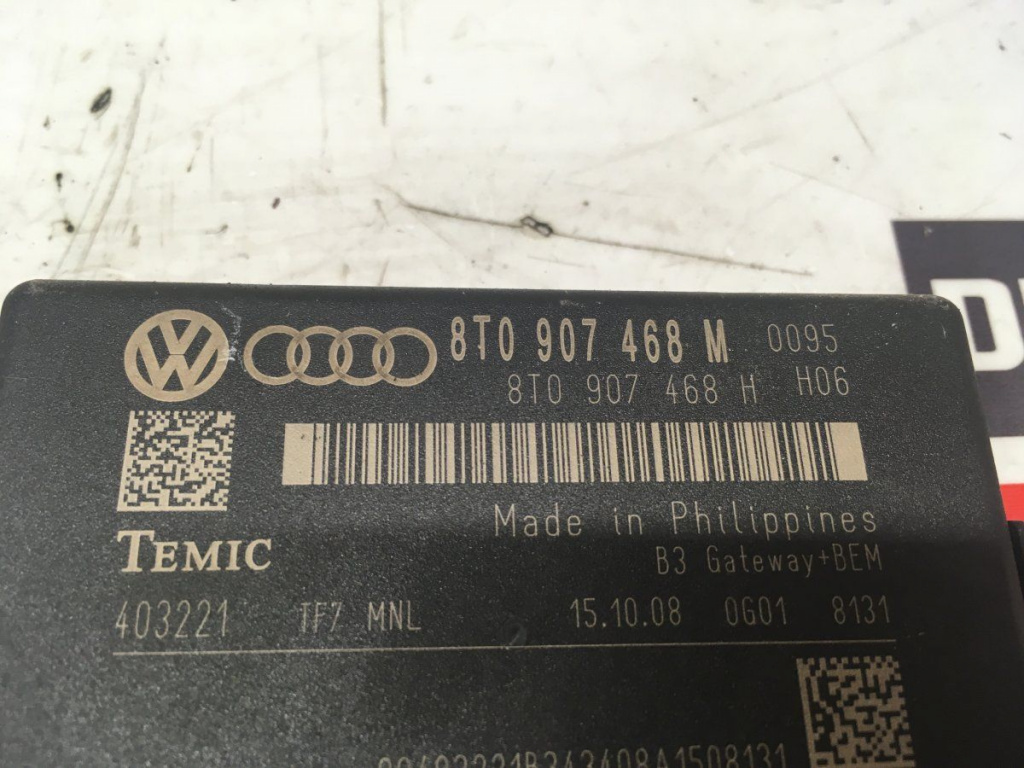 8T0 907 468 M 0095
8T0 907 468 H H06
TEMIC
Made in Philippines
B3 Gateway+BEM
403221 TF7 MNL 15.10.08 0G01 8131